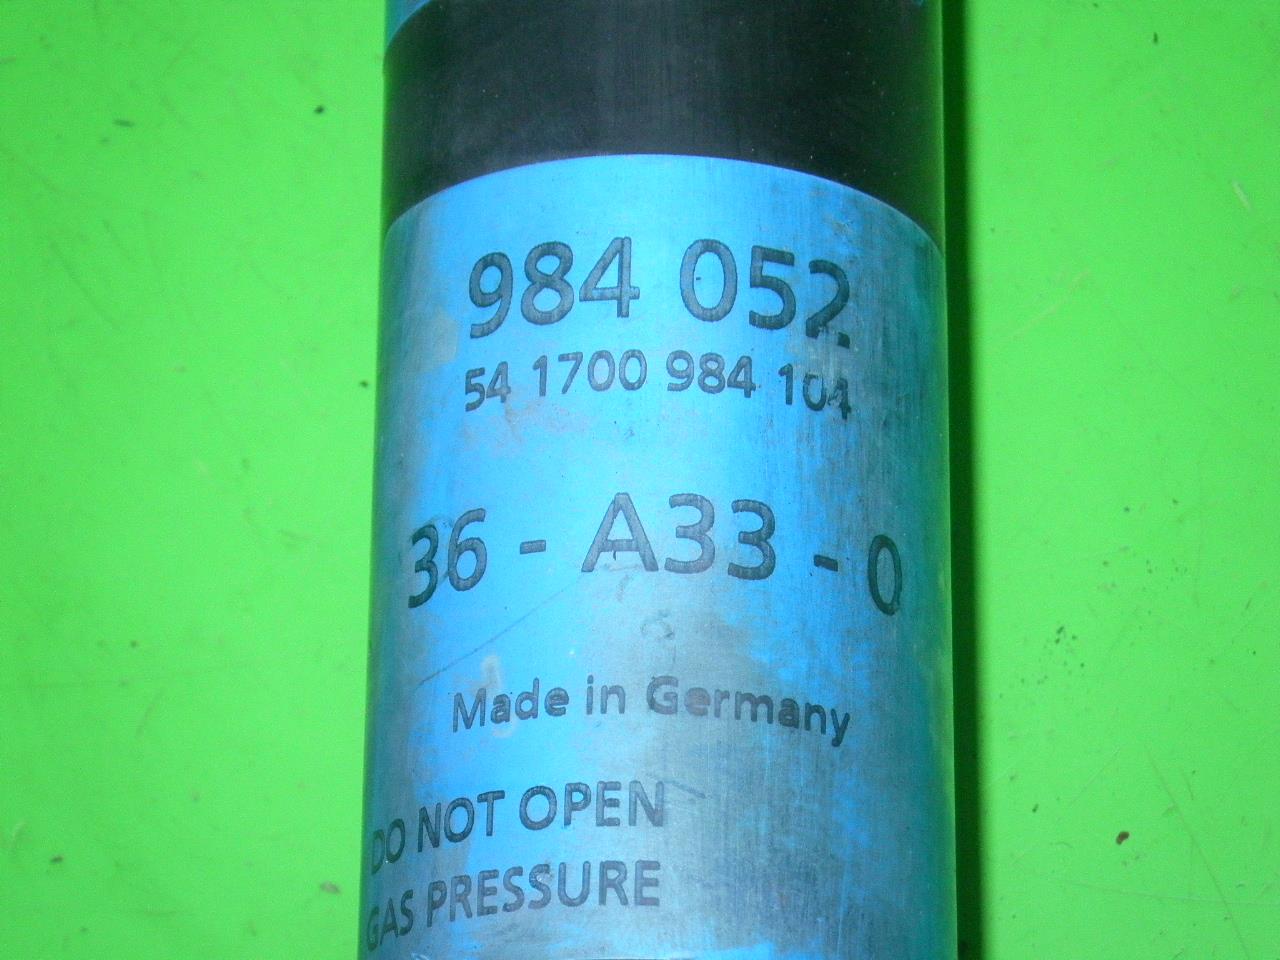 984 052
54 1700 984 104
36 - A33 - 0
Made in Germany
DO NOT OPEN
GAS PRESSURE